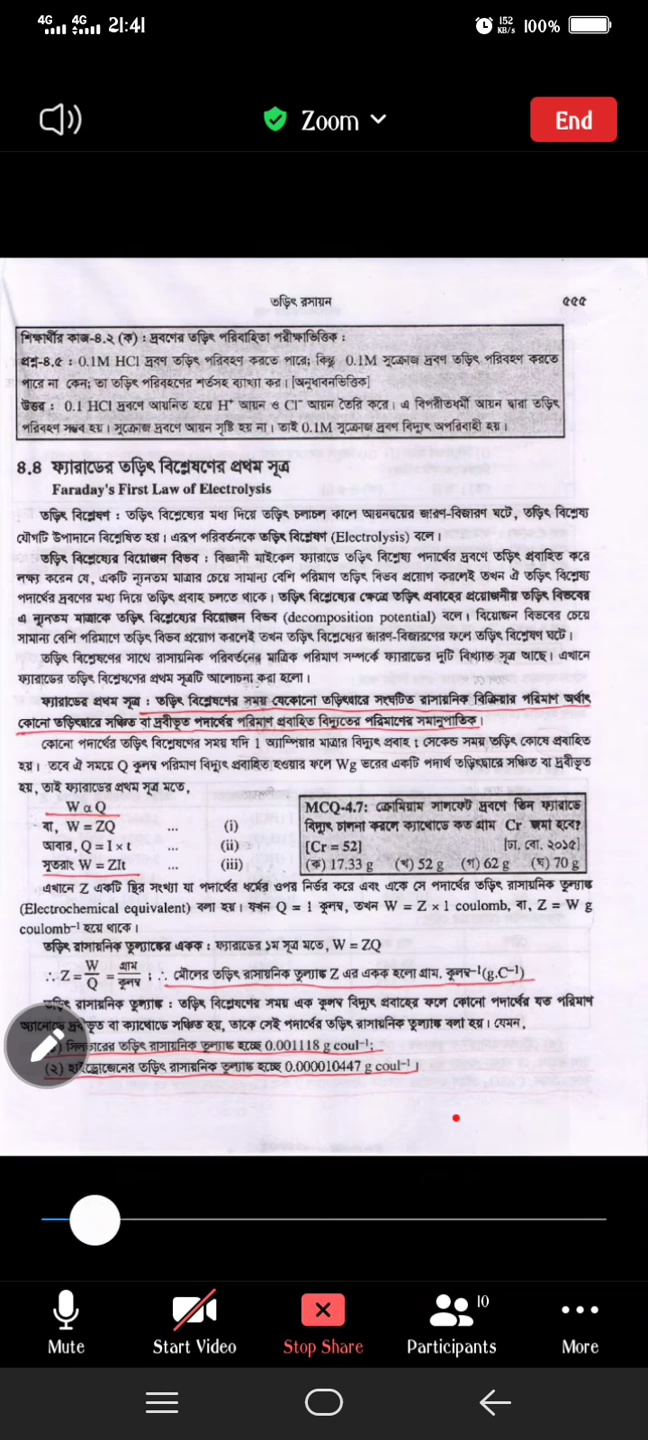 4G 4G 21:41 152 KB/s 100%
Zoom End
তড়িৎ রসায়ন ৫৫৫
শিক্ষার্থীর কাজ-৪.২ (ক) : দ্রবণের তড়িৎ পরিবাহিতা পরীক্ষাভিত্তিক :
প্রশ্ন-৪.৫ : 0.1M HCl দ্রবণ তড়িৎ পরিবহণ করতে পারে; কিন্তু 0.1M সুক্রোজ দ্রবণ তড়িৎ পরিবহণ করতে
পারে না কেন; তা তড়িৎ পরিবহণের শর্তসহ ব্যাখ্যা কর। [অনুধাবনভিত্তিক]
উত্তর : 0.1 HCl দ্রবণে আয়নিত হয়ে H⁺ আয়ন ও Cl⁻ আয়ন তৈরি করে। এ বিপরীতধর্মী আয়ন দ্বারা তড়িৎ
পরিবহণ সম্ভব হয়। সুক্রোজ দ্রবণে আয়ন সৃষ্টি হয় না। তাই 0.1M সুক্রোজ দ্রবণ বিদ্যুৎ অপরিবাহী হয়।
৪.৪ ফ্যারাডের তড়িৎ বিশ্লেষণের প্রথম সূত্র
Faraday's First Law of Electrolysis
তড়িৎ বিশ্লেষণ : তড়িৎ বিশ্লেষ্যের মধ্য দিয়ে তড়িৎ চলাচল কালে আয়নদ্বয়ের জারণ-বিজারণ ঘটে, তড়িৎ বিশ্লেষ্য
যৌগটি উপাদানে বিশ্লেষিত হয়। এরূপ পরিবর্তনকে তড়িৎ বিশ্লেষণ (Electrolysis) বলে।
তড়িৎ বিশ্লেষ্যের বিয়োজন বিভব : বিজ্ঞানী মাইকেল ফ্যারাডে তড়িৎ বিশ্লেষ্য পদার্থের দ্রবণে তড়িৎ প্রবাহিত করে
লক্ষ্য করেন যে, একটি ন্যূনতম মাত্রার চেয়ে সামান্য বেশি পরিমাণ তড়িৎ বিভব প্রয়োগ করলেই তখন ঐ তড়িৎ বিশ্লেষ্য
পদার্থের দ্রবণের মধ্য দিয়ে তড়িৎ প্রবাহ চলতে থাকে। তড়িৎ বিশ্লেষ্যের ক্ষেত্রে তড়িৎ প্রবাহের প্রয়োজনীয় তড়িৎ বিভবের
এ ন্যূনতম মাত্রাকে তড়িৎ বিশ্লেষ্যের বিয়োজন বিভব (decomposition potential) বলে। বিয়োজন বিভবের চেয়ে
সামান্য বেশি পরিমাণে তড়িৎ বিভব প্রয়োগ করলেই তখন তড়িৎ বিশ্লেষ্যের জারণ-বিজারণের ফলে তড়িৎ বিশ্লেষণ ঘটে।
তড়িৎ বিশ্লেষণের সাথে রাসায়নিক পরিবর্তনের মাত্রিক পরিমাণ সম্পর্কে ফ্যারাডের দুটি বিখ্যাত সূত্র আছে। এখানে
ফ্যারাডের তড়িৎ বিশ্লেষণের প্রথম সূত্রটি আলোচনা করা হলো।
ফ্যারাডের প্রথম সূত্র : তড়িৎ বিশ্লেষণের সময় যেকোনো তড়িৎদ্বারে সংঘটিত রাসায়নিক বিক্রিয়ার পরিমাণ অর্থাৎ
কোনো তড়িৎদ্বারে সঞ্চিত বা দ্রবীভূত পদার্থের পরিমাণ প্রবাহিত বিদ্যুতের পরিমাণের সমানুপাতিক।
কোনো পদার্থের তড়িৎ বিশ্লেষণের সময় যদি I অ্যাম্পিয়ার মাত্রার বিদ্যুৎ প্রবাহ t সেকেন্ড সময় তড়িৎ কোষে প্রবাহিত
হয়। তবে ঐ সময়ে Q কুলম্ব পরিমাণ বিদ্যুৎ প্রবাহিত হওয়ার ফলে Wg ভরের একটি পদার্থ তড়িৎদ্বারে সঞ্চিত বা দ্রবীভূত
হয়, তাই ফ্যারাডের প্রথম সূত্র মতে,
W α Q
বা, W = ZQ ... (i)
আবার, Q = I × t ... (ii)
সুতরাং W = ZIt ... (iii)
MCQ-4.7: ক্রোমিয়াম সালফেট দ্রবণে তিন ফ্যারাডে
বিদ্যুৎ চালনা করলে ক্যাথোডে কত গ্রাম Cr জমা হবে?
[Cr = 52] [ঢা. বো. ২০১৫]
(ক) 17.33 g (খ) 52 g (গ) 62 g (ঘ) 70 g
এখানে Z একটি স্থির সংখ্যা যা পদার্থের ধর্মের ওপর নির্ভর করে এবং একে সে পদার্থের তড়িৎ রাসায়নিক তুল্যাঙ্ক
(Electrochemical equivalent) বলা হয়। যখন Q = 1 কুলম্ব, তখন W = Z × 1 coulomb, বা, Z = W g
coulomb⁻¹ হয়ে থাকে।
তড়িৎ রাসায়নিক তুল্যাঙ্কের একক : ফ্যারাডের ১ম সূত্র মতে, W = ZQ
∴ Z = W/Q = গ্রাম/কুলম্ব ; ∴ মৌলের তড়িৎ রাসায়নিক তুল্যাঙ্ক Z এর একক হলো গ্রাম. কুলম্ব⁻¹(g.C⁻¹)
তড়িৎ রাসায়নিক তুল্যাঙ্ক : তড়িৎ বিশ্লেষণের সময় এক কুলম্ব বিদ্যুৎ প্রবাহের ফলে কোনো পদার্থের যত পরিমাণ
অ্যানোডে দ্রবীভূত বা ক্যাথোডে সঞ্চিত হয়, তাকে সেই পদার্থের তড়িৎ রাসায়নিক তুল্যাঙ্ক বলা হয়। যেমন,
সিলভারের তড়িৎ রাসায়নিক তুল্যাঙ্ক হচ্ছে 0.001118 g coul⁻¹;
(২) হাইড্রোজেনের তড়িৎ রাসায়নিক তুল্যাঙ্ক হচ্ছে 0.000010447 g coul⁻¹।
10
Mute Start Video Stop Share Participants More